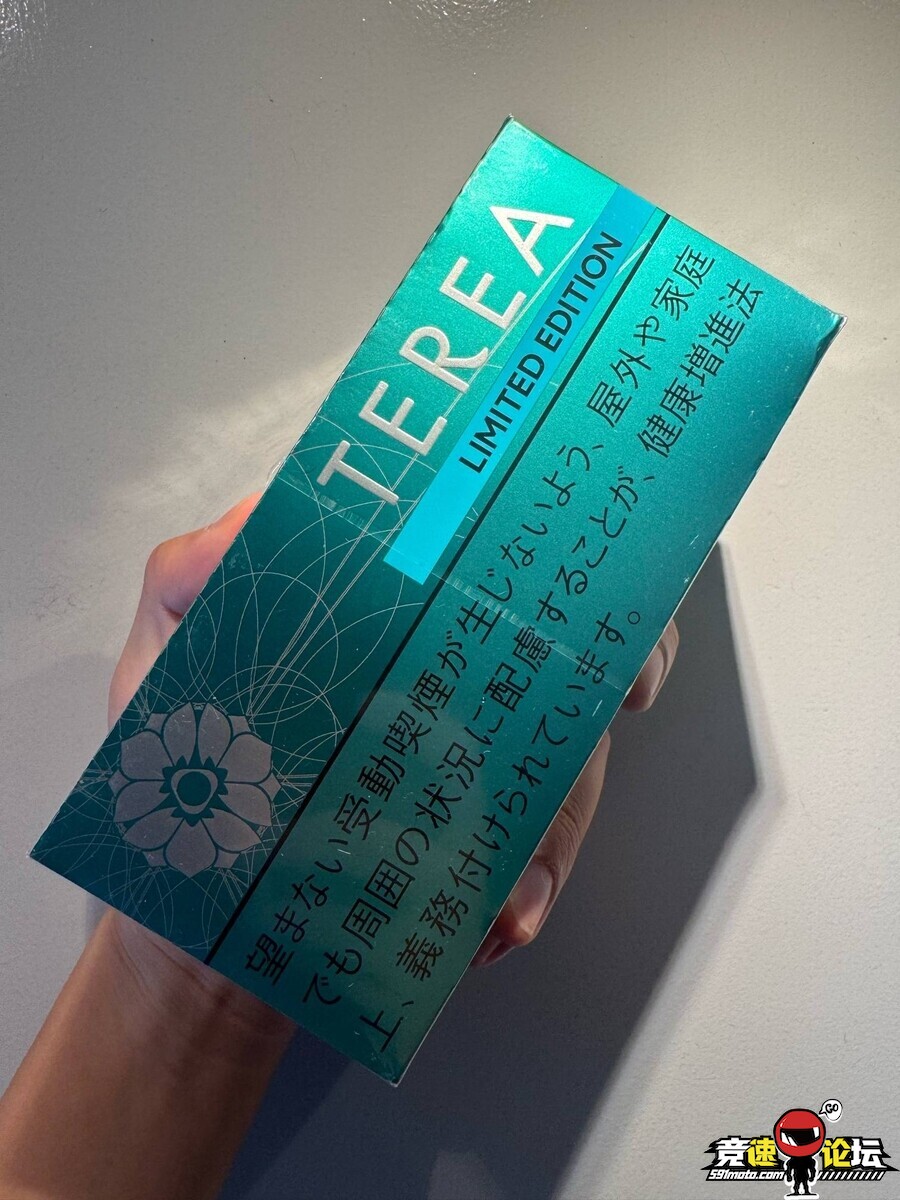 TEREA
LIMITED EDITION
望まない受動喫煙が生じないよう、屋外や家庭
でも周囲の状況に配慮することが、健康増進法
上、義務付けられています。
GO
竞速论坛
591moto.com